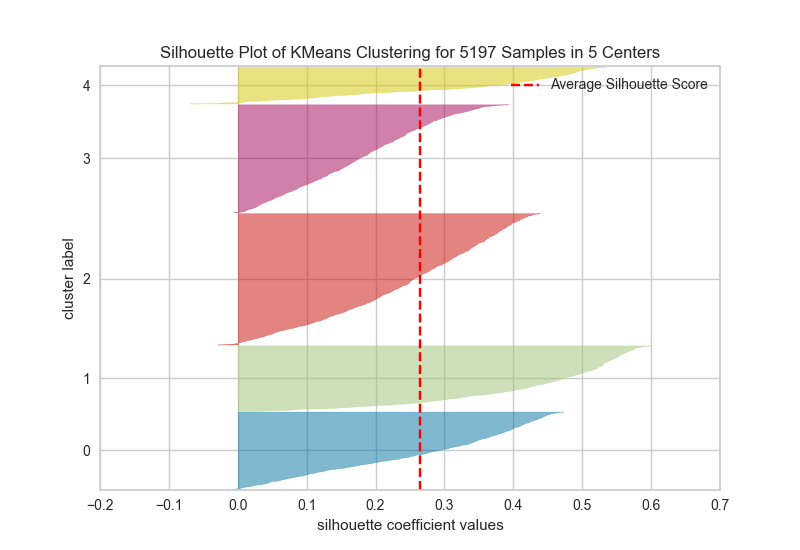 Silhouette Plot of KMeans Clustering for 5197 Samples in 5 Centers
4
Average Silhouette Score
3
cluster label
2
1
0
−0.2 −0.1 0.0 0.1 0.2 0.3 0.4 0.5 0.6 0.7
silhouette coefficient values